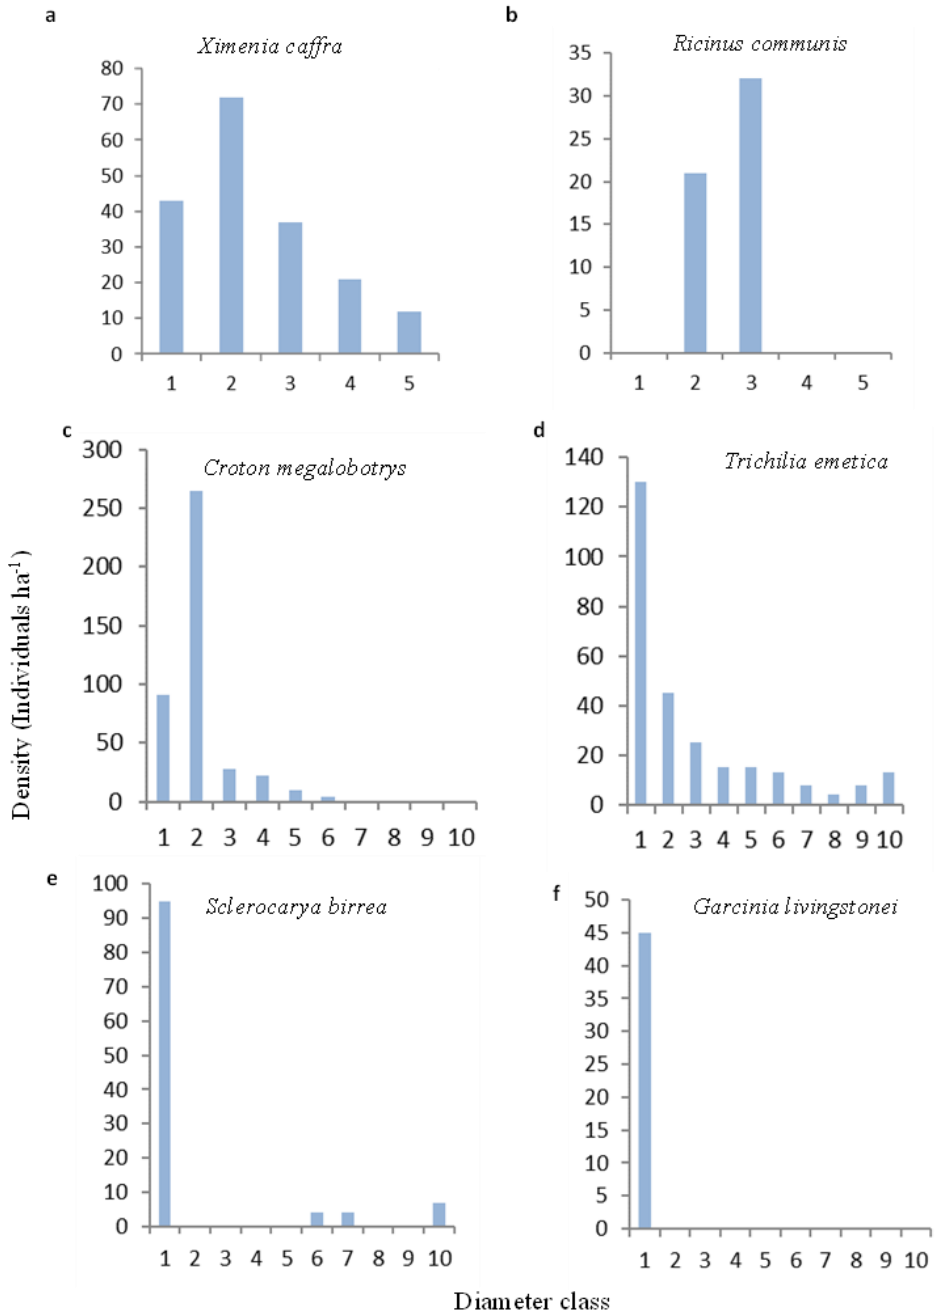 a
Ximenia caffra
80
70
60
50
40
30
20
10
0
1 2 3 4 5
b
Ricinus communis
35
30
25
20
15
10
5
0
1 2 3 4 5
Density (Individuals ha⁻¹)
c
Croton megalobotrys
300
250
200
150
100
50
0
1 2 3 4 5 6 7 8 9 10
d
Trichilia emetica
140
120
100
80
60
40
20
0
1 2 3 4 5 6 7 8 9 10
e
Sclerocarya birrea
100
90
80
70
60
50
40
30
20
10
0
1 2 3 4 5 6 7 8 9 10
f
Garcinia livingstonei
50
45
40
35
30
25
20
15
10
5
0
1 2 3 4 5 6 7 8 9 10
Diameter class